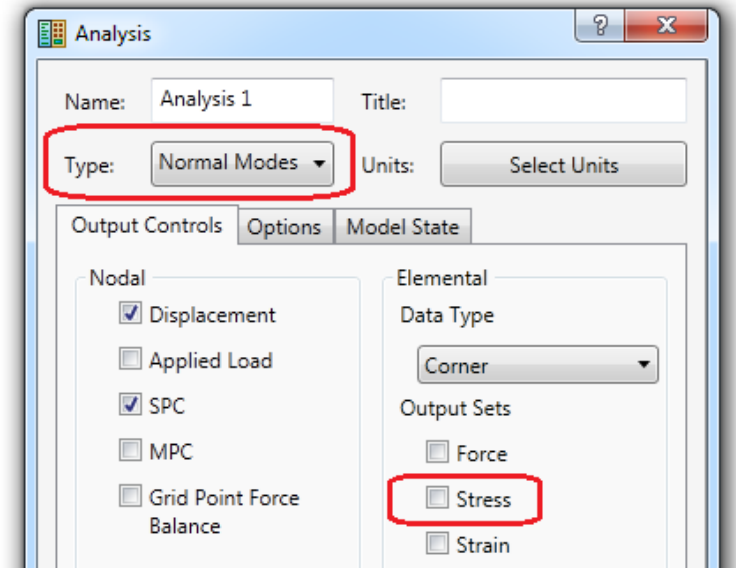 Analysis
?
X
Name: Analysis 1 Title:
Type: Normal Modes Units: Select Units
Output Controls Options Model State
Nodal
Displacement
Applied Load
SPC
MPC
Grid Point Force
Balance
Elemental
Data Type
Corner
Output Sets
Force
Stress
Strain